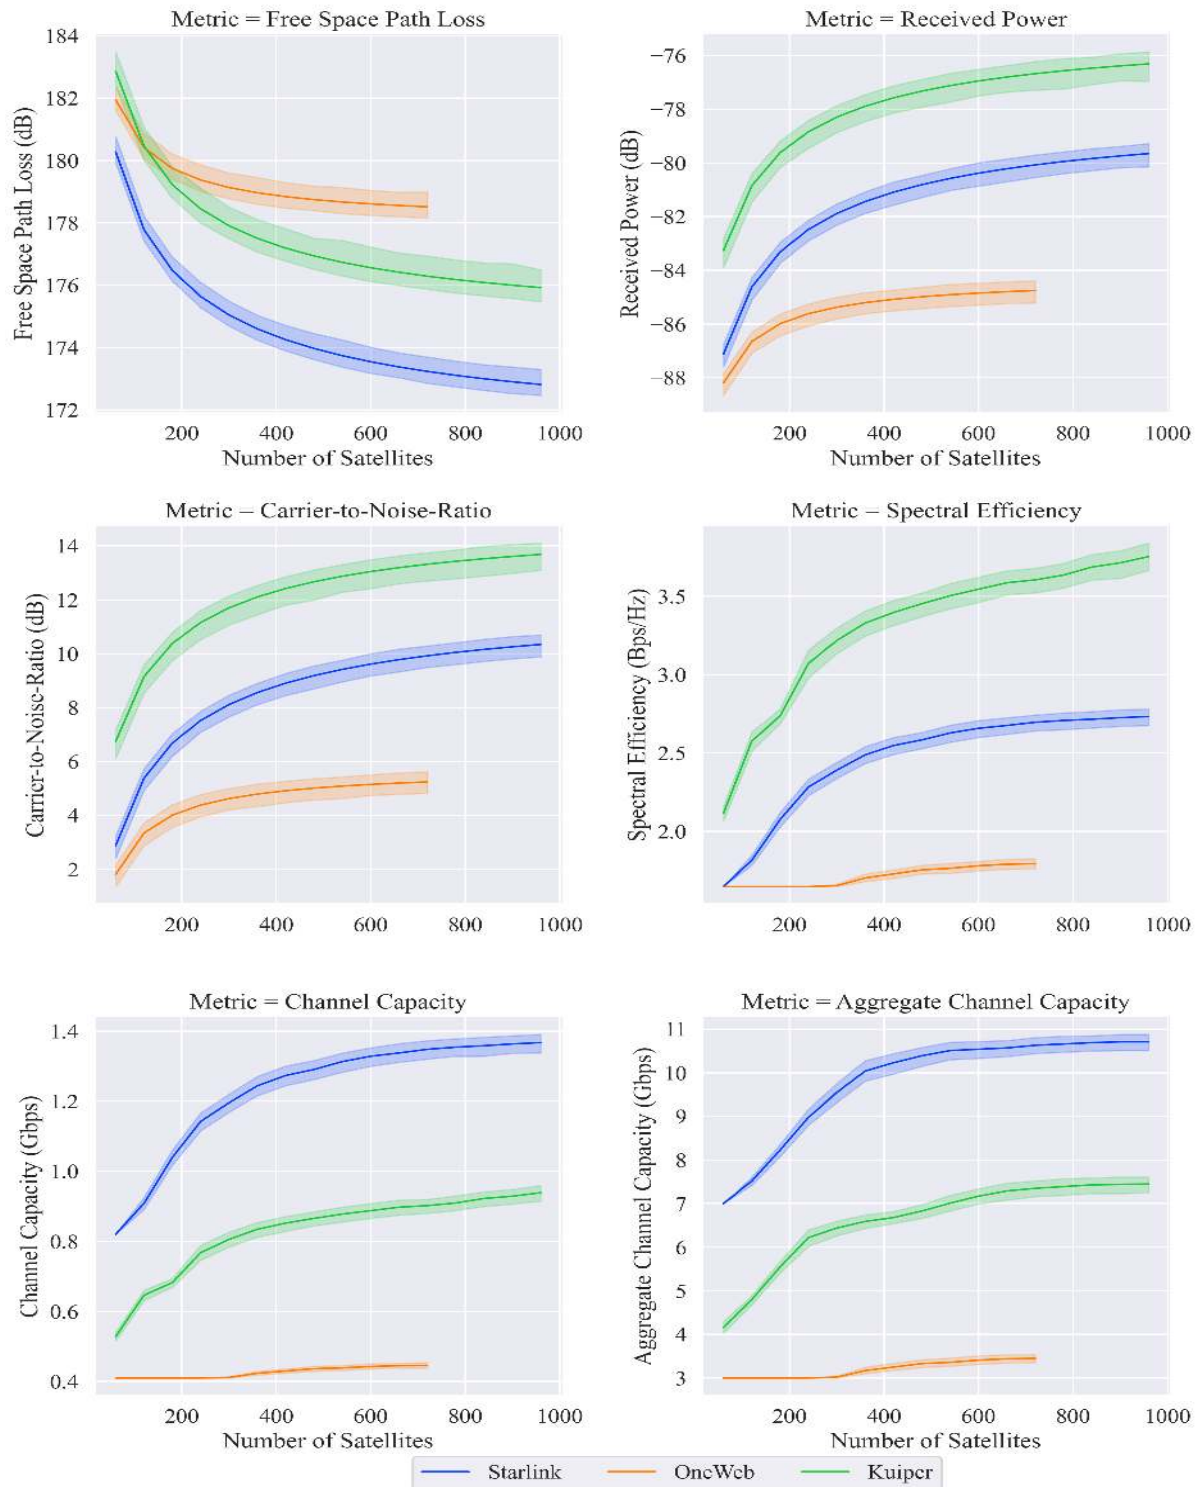 Metric = Free Space Path Loss
Free Space Path Loss (dB)
184
182
180
178
176
174
172
200 400 600 800 1000
Number of Satellites
Metric = Received Power
Received Power (dB)
−76
−78
−80
−82
−84
−86
−88
200 400 600 800 1000
Number of Satellites
Metric = Carrier-to-Noise-Ratio
Carrier-to-Noise-Ratio (dB)
14
12
10
8
6
4
2
200 400 600 800 1000
Metric = Spectral Efficiency
Spectral Efficiency (Bps/Hz)
3.5
3.0
2.5
2.0
200 400 600 800 1000
Metric = Channel Capacity
Channel Capacity (Gbps)
1.4
1.2
1.0
0.8
0.6
0.4
200 400 600 800 1000
Number of Satellites
Metric = Aggregate Channel Capacity
Aggregate Channel Capacity (Gbps)
11
10
9
8
7
6
5
4
3
200 400 600 800 1000
Number of Satellites
Starlink OneWeb Kuiper